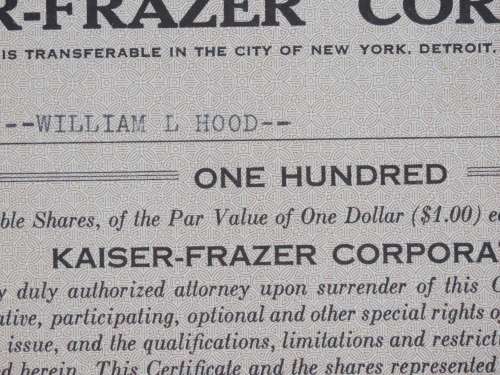 R-FRAZER COR
IS TRANSFERABLE IN THE CITY OF NEW YORK, DETROIT,
--WILLIAM L HOOD--
ONE HUNDRED
ble Shares, of the Par Value of One Dollar ($1.00) e
KAISER-FRAZER CORPORA
y duly authorized attorney upon surrender of this C
ative, participating, optional and other special rights o
issue, and the qualifications, limitations and restrict
d herein. This Certificate and the shares represented